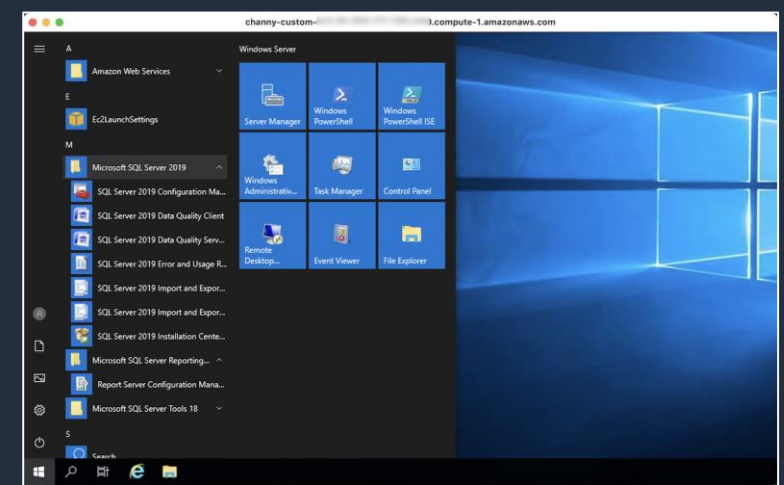 channy-custom-
.compute-1.amazonaws.com
A
Amazon Web Services
E
Ec2LaunchSettings
M
Microsoft SQL Server 2019
SQL Server 2019 Configuration Ma...
SQL Server 2019 Data Quality Client
SQL Server 2019 Data Quality Serv...
SQL Server 2019 Error and Usage R...
SQL Server 2019 Import and Expor...
SQL Server 2019 Import and Expor...
SQL Server 2019 Installation Cente...
Microsoft SQL Server Reporting...
Report Server Configuration Mana...
Microsoft SQL Server Tools 18
S
Search
Windows Server
Server Manager
Windows
PowerShell
Windows
PowerShell ISE
Windows
Administrativ...
Task Manager
Control Panel
Remote
Desktop...
Event Viewer
File Explorer